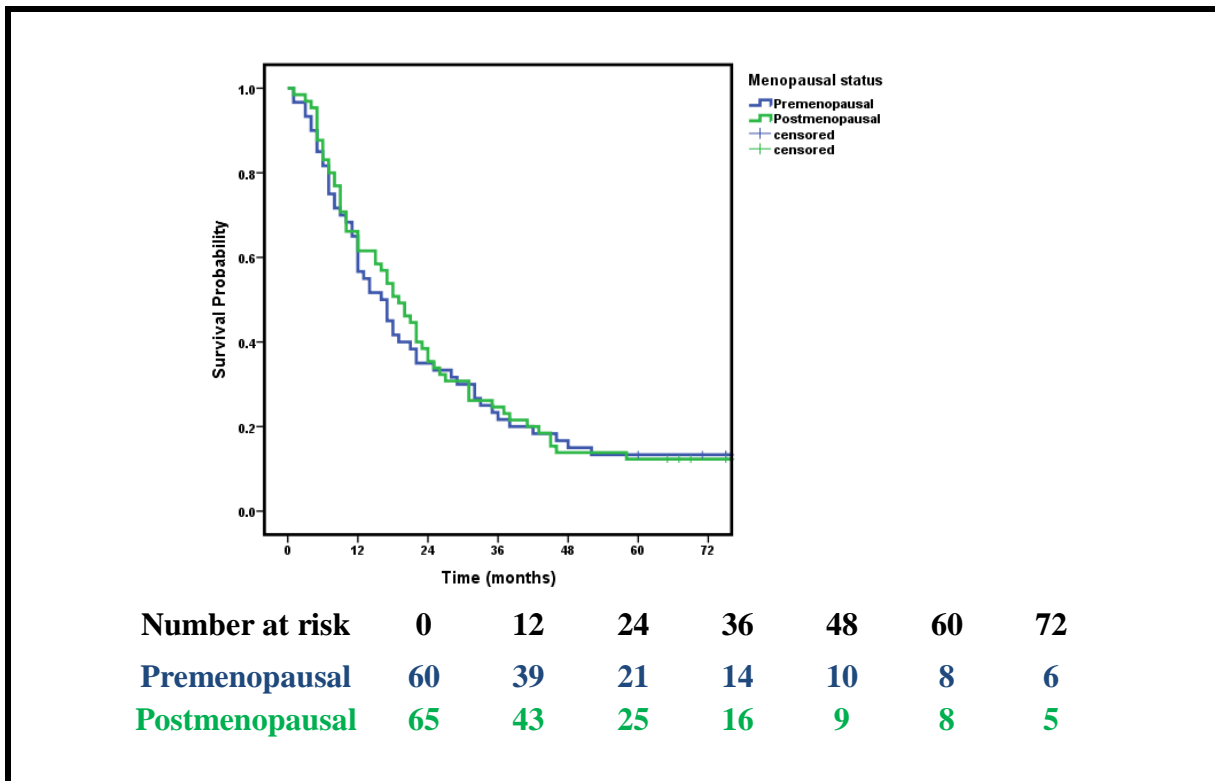 Menopausal status
Premenopausal
Postmenopausal
censored
censored
1.0
0.8
0.6
0.4
0.2
0.0
Survival Probability
0 12 24 36 48 60 72
Time (months)
Number at risk 0 12 24 36 48 60 72
Premenopausal 60 39 21 14 10 8 6
Postmenopausal 65 43 25 16 9 8 5